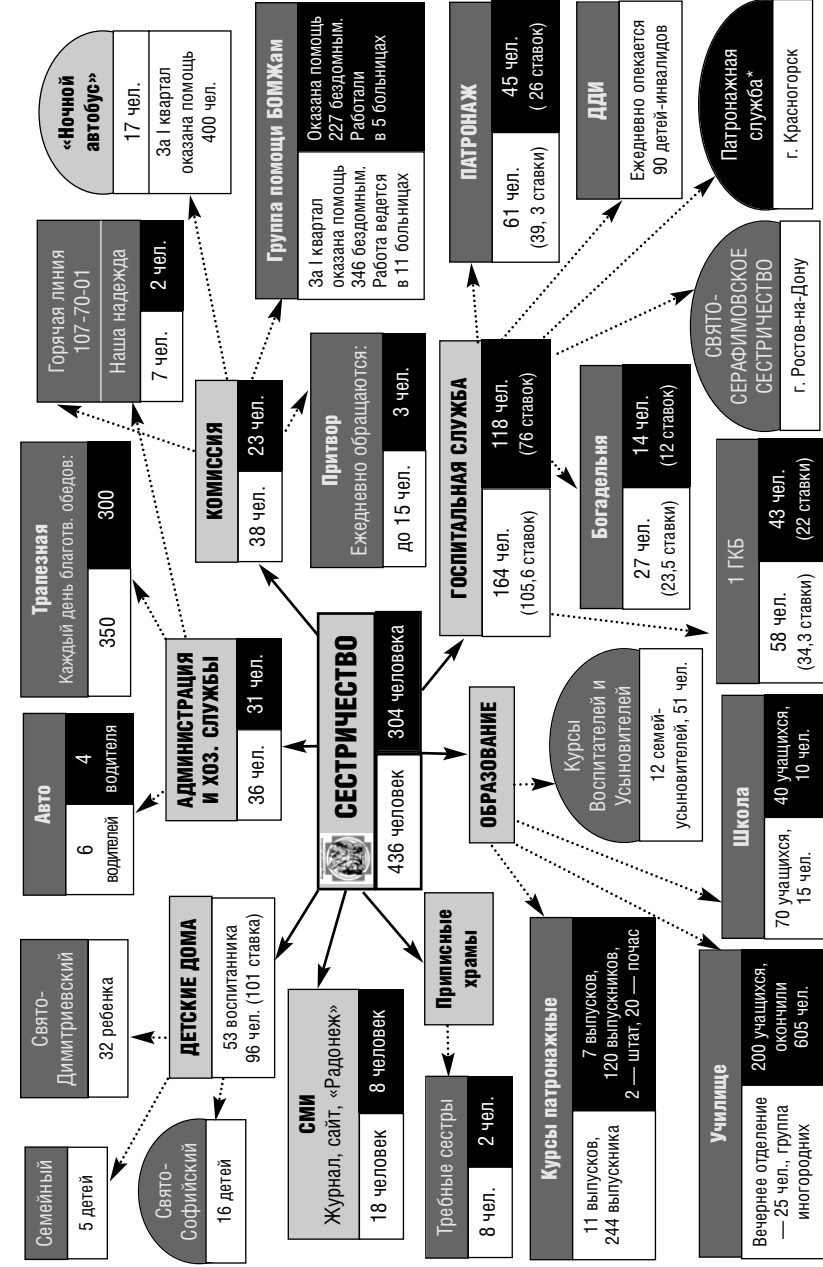 Семейный
5 детей
Свято-
Софийский
16 детей
Свято-
Димитриевский
32 ребенка
ДЕТСКИЕ ДОМА
53 воспитанника
96 чел. (101 ставка)
Авто
6
водителей
4
водителя
Трапезная
Каждый день благотв. обедов:
350
300
АДМИНИСТРАЦИЯ
И ХОЗ. СЛУЖБЫ
36 чел.
31 чел.
Горячая линия
107-70-01
Наша надежда
7 чел.
2 чел.
«Ночной
автобус»
17 чел.
За I квартал
оказана помощь
400 чел.
КОМИССИЯ
38 чел.
23 чел.
Группа помощи БОМЖам
За I квартал
оказана помощь
346 бездомным.
Работа ведется
в 11 больницах
Оказана помощь
227 бездомным.
Работали
в 5 больницах
Притвор
Ежедневно обращаются:
до 15 чел.
3 чел.
СЕСТРИЧЕСТВО
436 человек
304 человека
СМИ
Журнал, сайт, «Радонеж»
18 человек
8 человек
Приписные
храмы
Требные сестры
8 чел.
2 чел.
ОБРАЗОВАНИЕ
Курсы патронажные
11 выпусков,
244 выпускника
7 выпусков,
120 выпускников,
2 — штат, 20 — почас
Училище
Вечернее отделение
— 25 чел., группа
иногородних
200 учащихся,
окончили
605 чел.
Школа
70 учащихся,
15 чел.
40 учащихся,
10 чел.
Курсы
Воспитателей и
Усыновителей
12 семей-
усыновителей, 51 чел.
ГОСПИТАЛЬНАЯ СЛУЖБА
164 чел.
(105,6 ставок)
118 чел.
(76 ставок)
Богадельня
27 чел.
(23,5 ставки)
14 чел.
(12 ставок)
1 ГКБ
58 чел.
(34,3 ставки)
43 чел.
(22 ставки)
ПАТРОНАЖ
61 чел.
(39, 3 ставки)
45 чел.
( 26 ставок)
ДДИ
Ежедневно опекается
90 детей-инвалидов
Патронажная
служба*
г. Красногорск
СВЯТО-
СЕРАФИМОВСКОЕ
СЕСТРИЧЕСТВО
г. Ростов-на-Дону